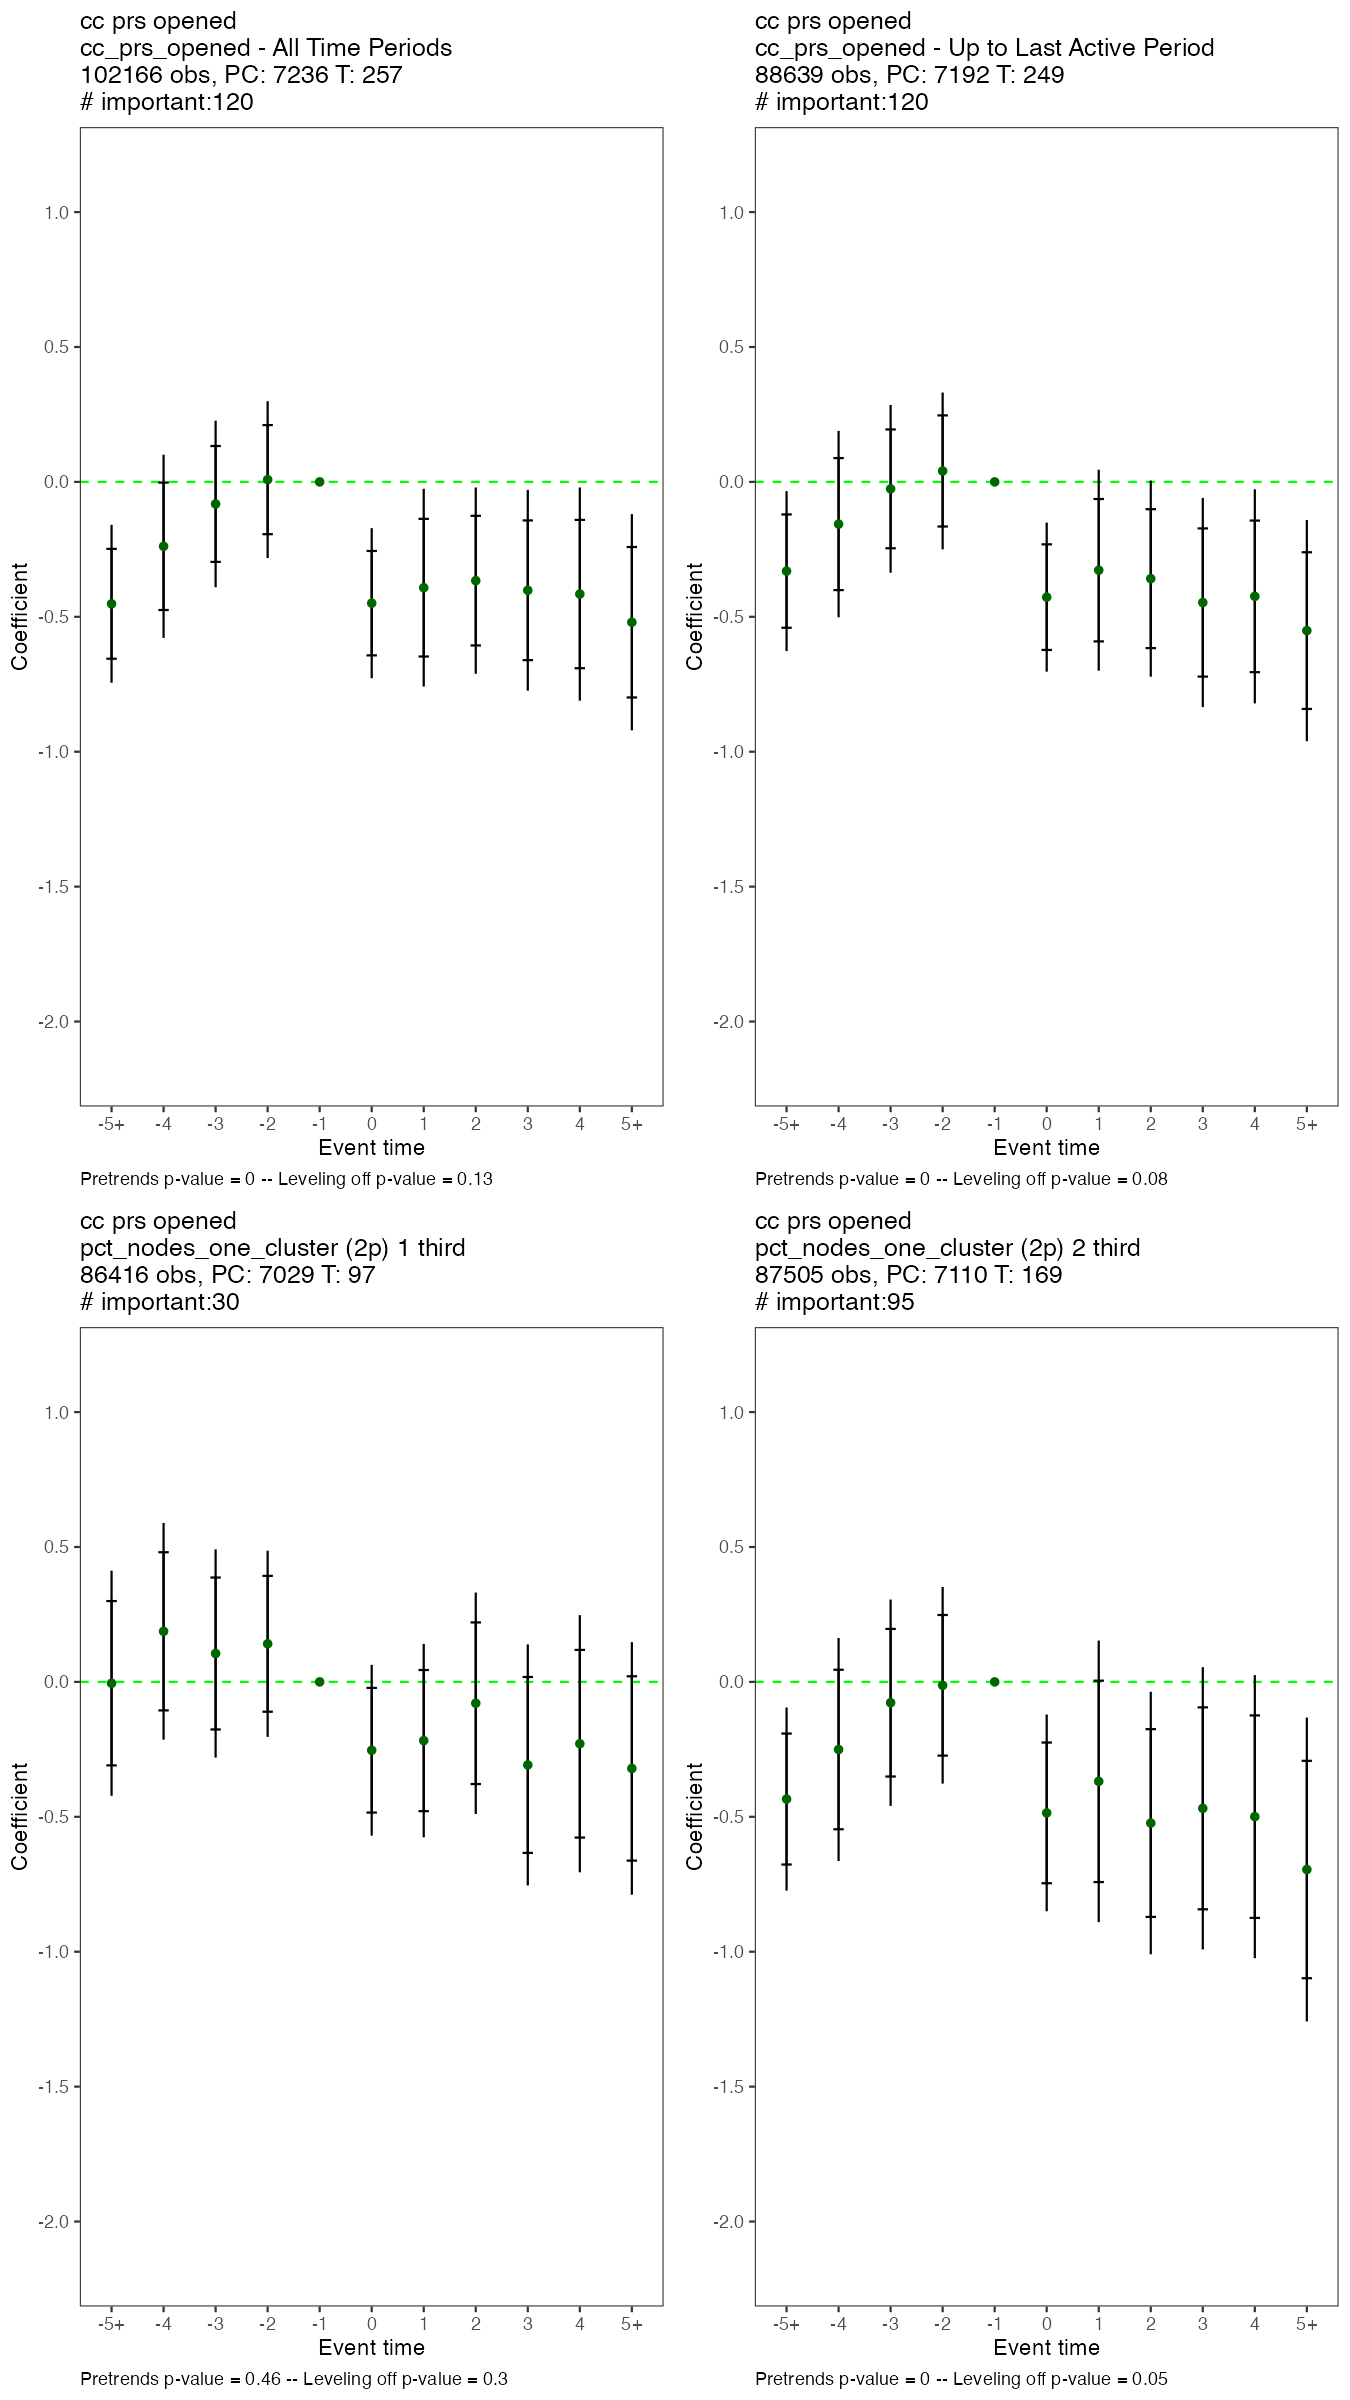 cc prs opened
cc_prs_opened - All Time Periods
102166 obs, PC: 7236 T: 257
# important:120
1.0
0.5
0.0
-0.5
-1.0
-1.5
-2.0
Coefficient
-5+ -4 -3 -2 -1 0 1 2 3 4 5+
Event time
Pretrends p-value = 0 -- Leveling off p-value = 0.13
cc prs opened
cc_prs_opened - Up to Last Active Period
88639 obs, PC: 7192 T: 249
# important:120
1.0
0.5
0.0
-0.5
-1.0
-1.5
-2.0
Coefficient
-5+ -4 -3 -2 -1 0 1 2 3 4 5+
Event time
Pretrends p-value = 0 -- Leveling off p-value = 0.08
cc prs opened
pct_nodes_one_cluster (2p) 1 third
86416 obs, PC: 7029 T: 97
# important:30
1.0
0.5
0.0
-0.5
-1.0
-1.5
-2.0
Coefficient
-5+ -4 -3 -2 -1 0 1 2 3 4 5+
Event time
Pretrends p-value = 0.46 -- Leveling off p-value = 0.3
cc prs opened
pct_nodes_one_cluster (2p) 2 third
87505 obs, PC: 7110 T: 169
# important:95
1.0
0.5
0.0
-0.5
-1.0
-1.5
-2.0
Coefficient
-5+ -4 -3 -2 -1 0 1 2 3 4 5+
Event time
Pretrends p-value = 0 -- Leveling off p-value = 0.05